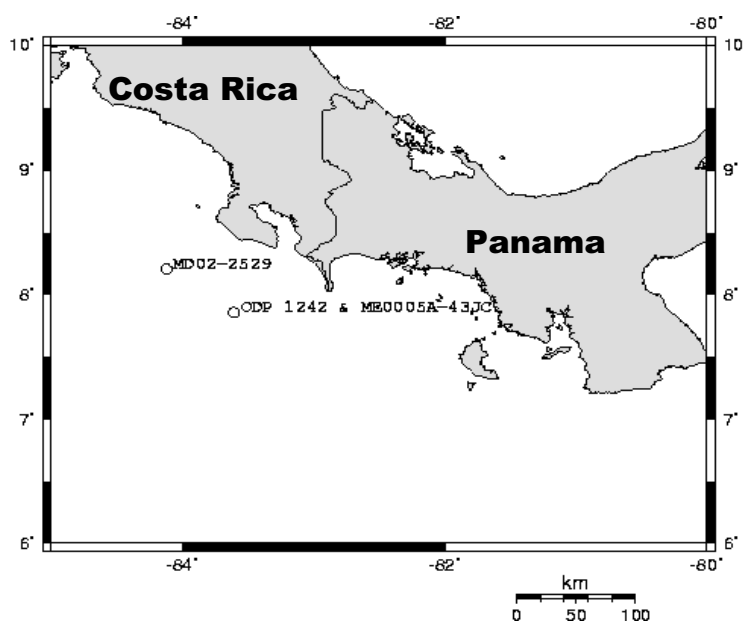 -84° -82° -80°
10° 10°
Costa Rica
9° 9°
Panama
MD02-2529
8° 8°
ODP 1242 & ME0005A-43JC
7° 7°
6° 6°
-84° -82° -80°
km
0 50 100